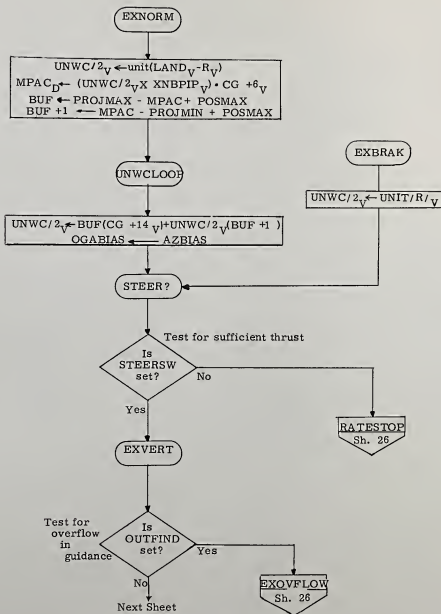 EXNORM
UNWC/2V ← unit(LANDV-RV)
MPACD ← (UNWC/2V X XNBPIPV) • CG +6V
BUF ← PROJMAX - MPAC+ POSMAX
BUF +1 ← MPAC - PROJMIN + POSMAX
EXBRAK
UNWCLOOP
UNWC/2V ← UNIT/R/V
UNWC/2V ← BUF(CG +14V)+UNWC/2V(BUF +1 )
OGABIAS ← AZBIAS
STEER?
Test for sufficient thrust
Is
STEERSW
set?
No
Yes
RATESTOP
Sh. 26
EXVERT
Test for
overflow
in
guidance
Is
OUTFIND
set?
Yes
No
EXOVFLOW
Sh. 26
Next Sheet